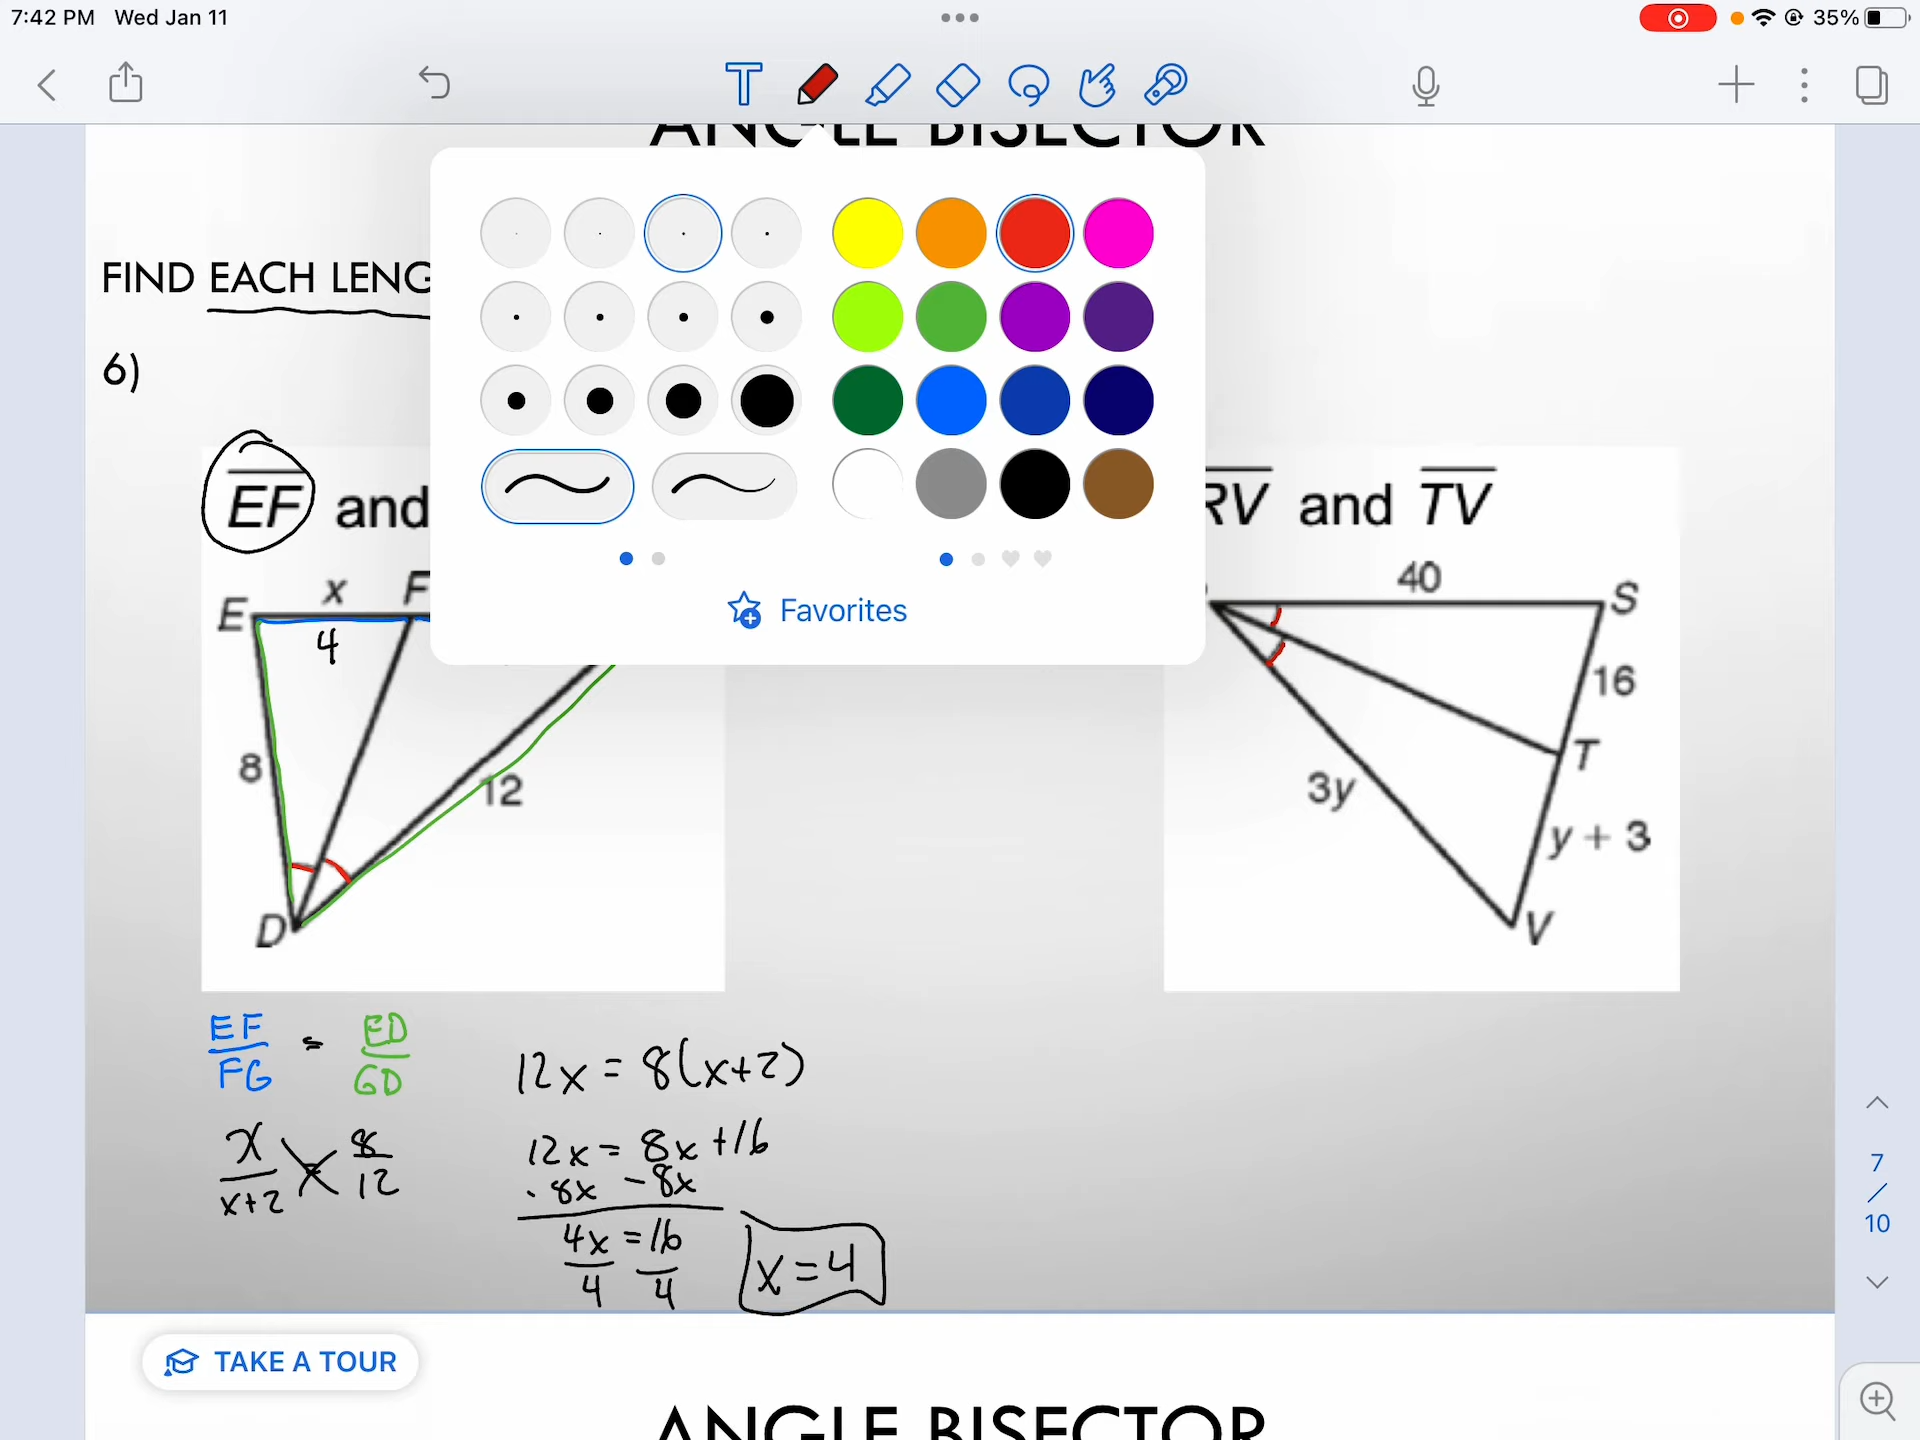 7:42 PM Wed Jan 11
35%
T
ANGLE BISECTOR
FIND EACH LENG
6)
EF and
RV and TV
E
x
F
4
8
12
D
40
S
16
T
3y
y + 3
V
Favorites
EF
FG
=
ED
GD
x
x+2
8
12
12x = 8(x+2)
12x = 8x +16
-8x -8x
4x = 16
4 4
x = 4
7
/
10
TAKE A TOUR
ANGLE BISECTOR